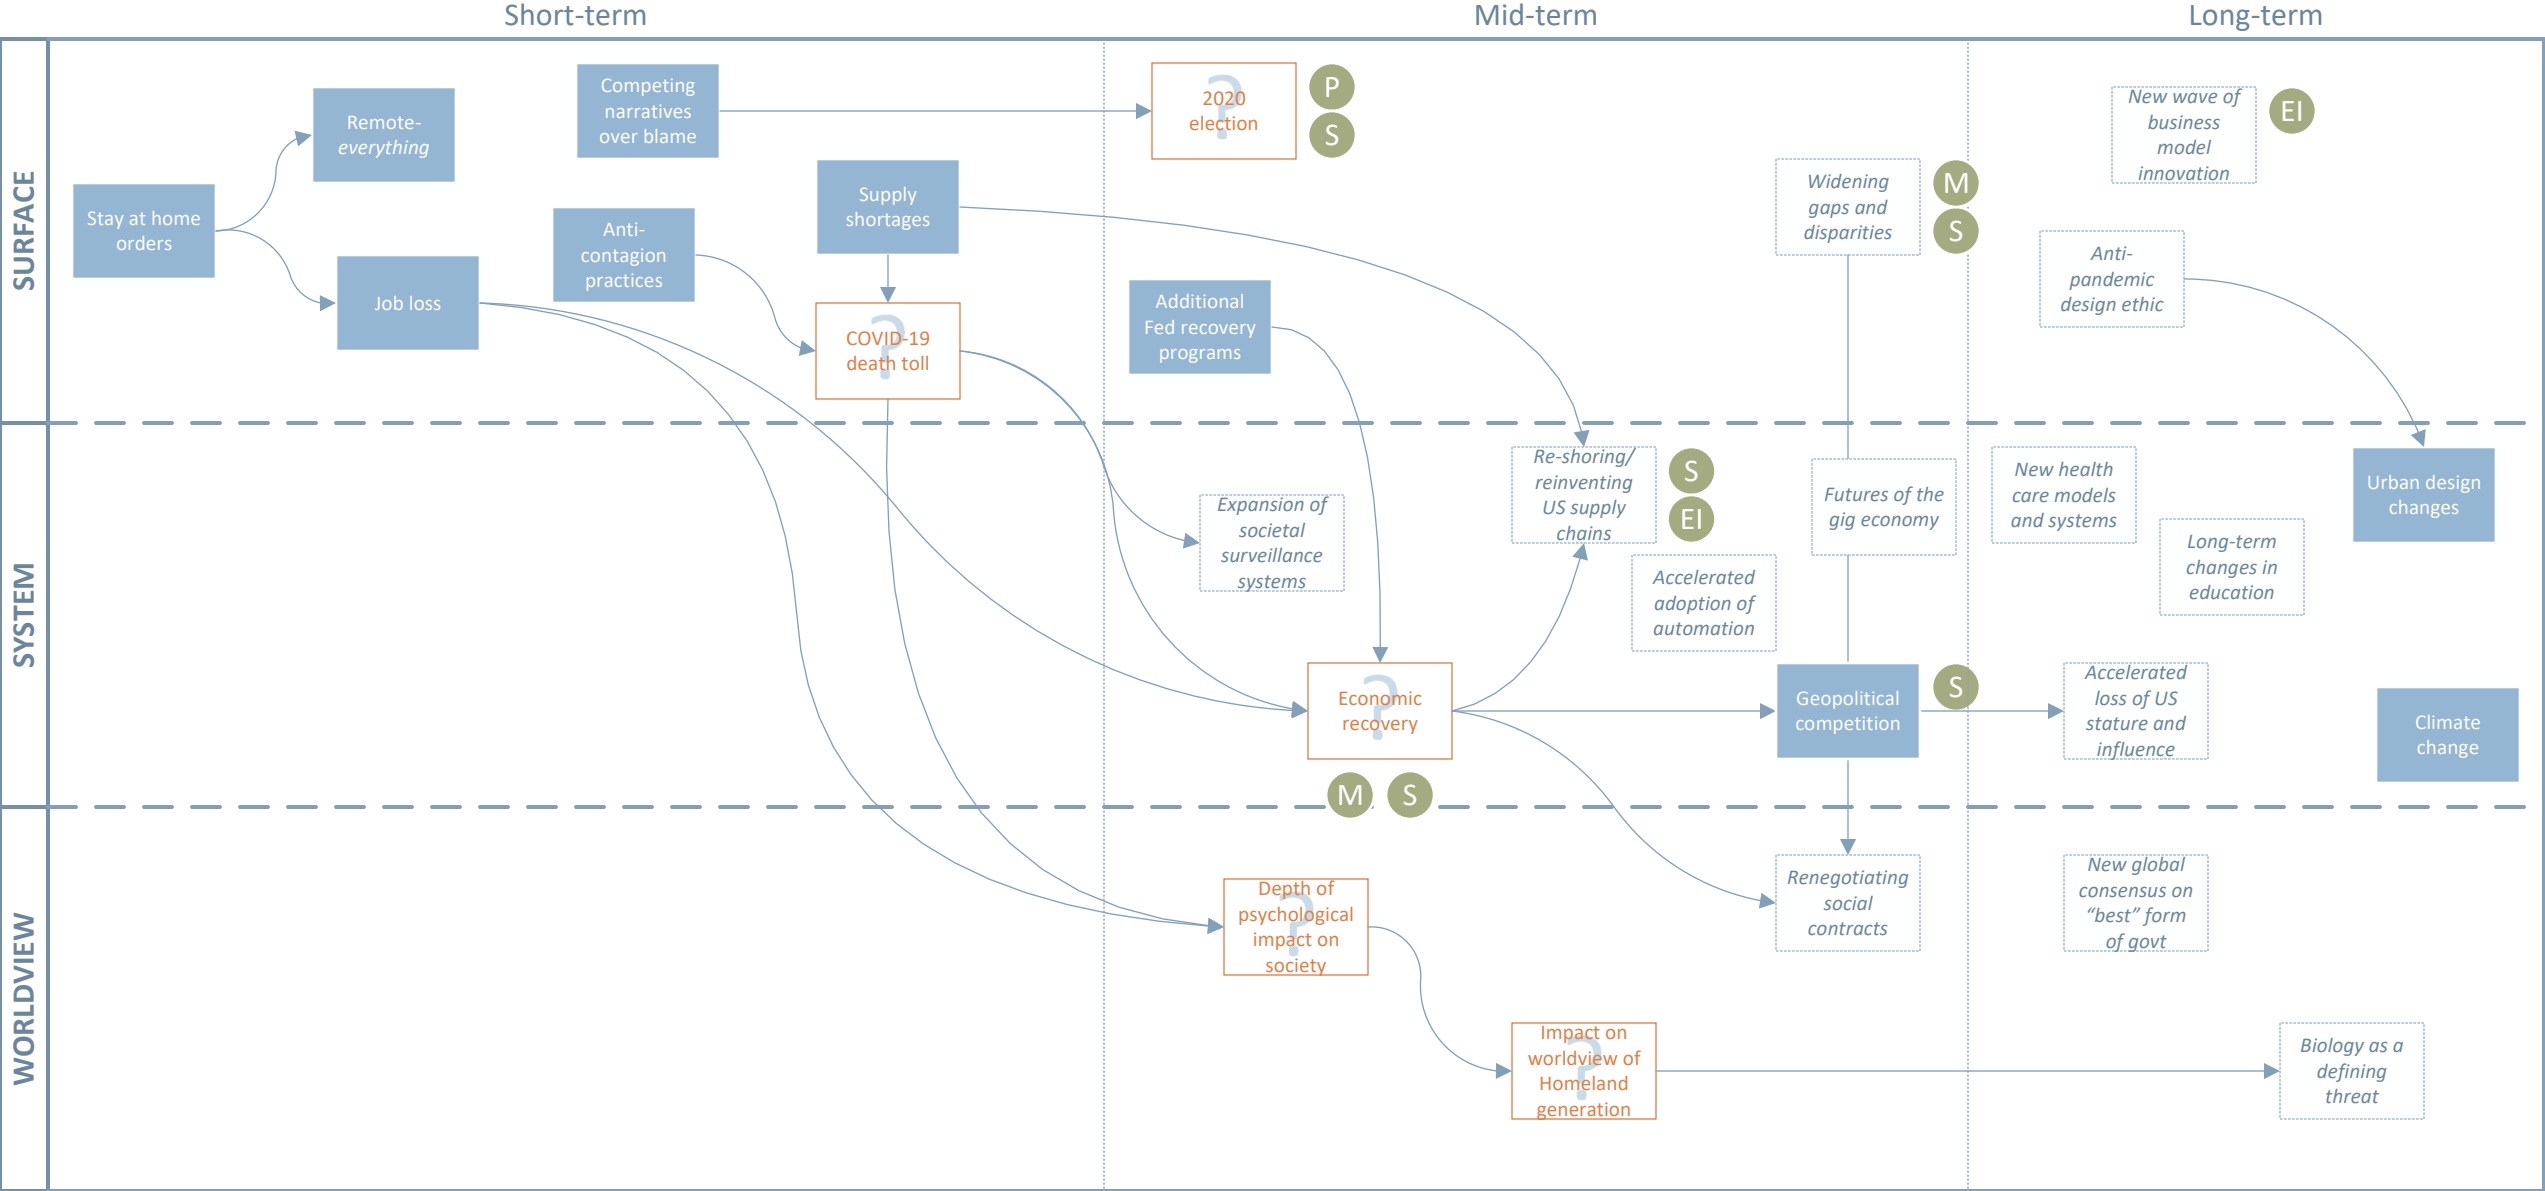 Short-term
Mid-term
Long-term
SURFACE
Stay at home
orders
Remote-
everything
Job loss
Competing
narratives
over blame
Anti-
contagion
practices
Supply
shortages
?
COVID-19
death toll
?
2020
election
P
S
Additional
Fed recovery
programs
Widening
gaps and
disparities
M
S
New wave of
business
model
innovation
EI
Anti-
pandemic
design ethic
SYSTEM
Expansion of
societal
surveillance
systems
?
Economic
recovery
M
S
Re-shoring/
reinventing
US supply
chains
S
EI
Accelerated
adoption of
automation
Futures of the
gig economy
Geopolitical
competition
S
New health
care models
and systems
Long-term
changes in
education
Urban design
changes
Accelerated
loss of US
stature and
influence
Climate
change
WORLDVIEW
?
Depth of
psychological
impact on
society
?
Impact on
worldview of
Homeland
generation
Renegotiating
social
contracts
New global
consensus on
“best” form
of govt
Biology as a
defining
threat